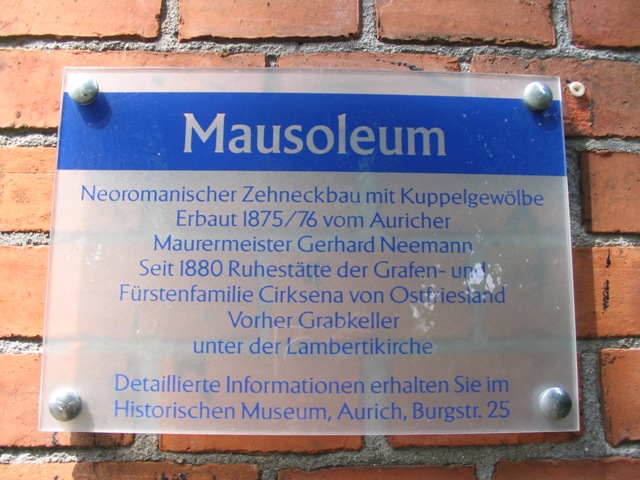 Mausoleum
Neoromanischer Zehneckbau mit Kuppelgewölbe
Erbaut 1875/76 vom Auricher
Maurermeister Gerhard Neemann
Seit 1880 Ruhestätte der Grafen- und
Fürstenfamilie Cirksena von Ostfriesland
Vorher Grabkeller
unter der Lambertikirche
Detaillierte Informationen erhalten Sie im
Historischen Museum, Aurich, Burgstr. 25